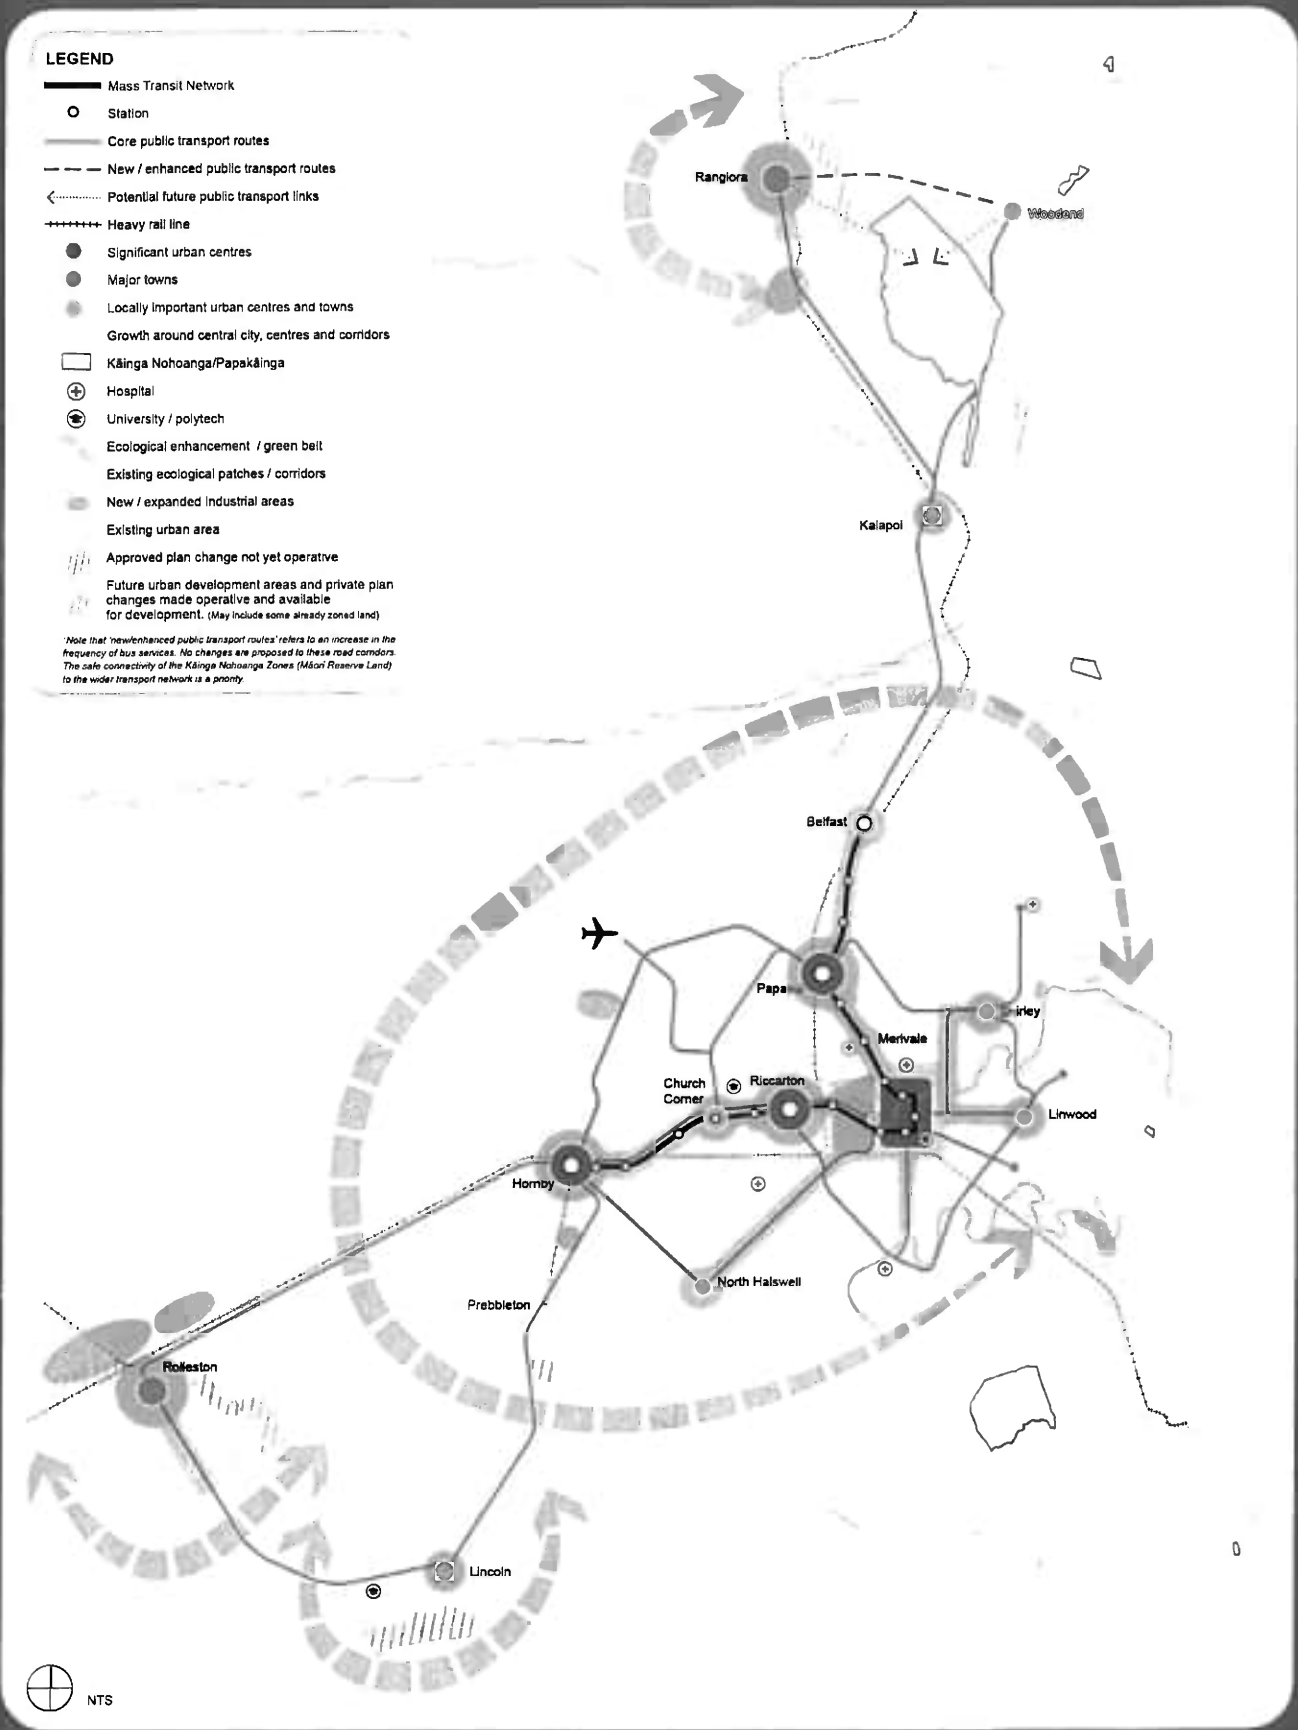 LEGEND
Mass Transit Network
Station
Core public transport routes
New / enhanced public transport routes
Potential future public transport links
Heavy rail line
Significant urban centres
Major towns
Locally important urban centres and towns
Growth around central city, centres and corridors
Kāinga Nohoanga/Papakāinga
Hospital
University / polytech
Ecological enhancement / green belt
Existing ecological patches / corridors
New / expanded industrial areas
Existing urban area
Approved plan change not yet operative
Future urban development areas and private plan
changes made operative and available
for development. (May include some already zoned land)
'Note that 'new/enhanced public transport routes' refers to an increase in the
frequency of bus services. No changes are proposed to these road corridors.
The safe connectivity of the Kāinga Nohoanga Zones (Māori Reserve Land)
to the wider transport network is a priority.
Rangiora
Woodend
Kaiapoi
Belfast
Papa
irley
Merivale
Church
Corner
Riccarton
Linwood
Hornby
North Halswell
Prebbleton
Rolleston
Lincoln
NTS